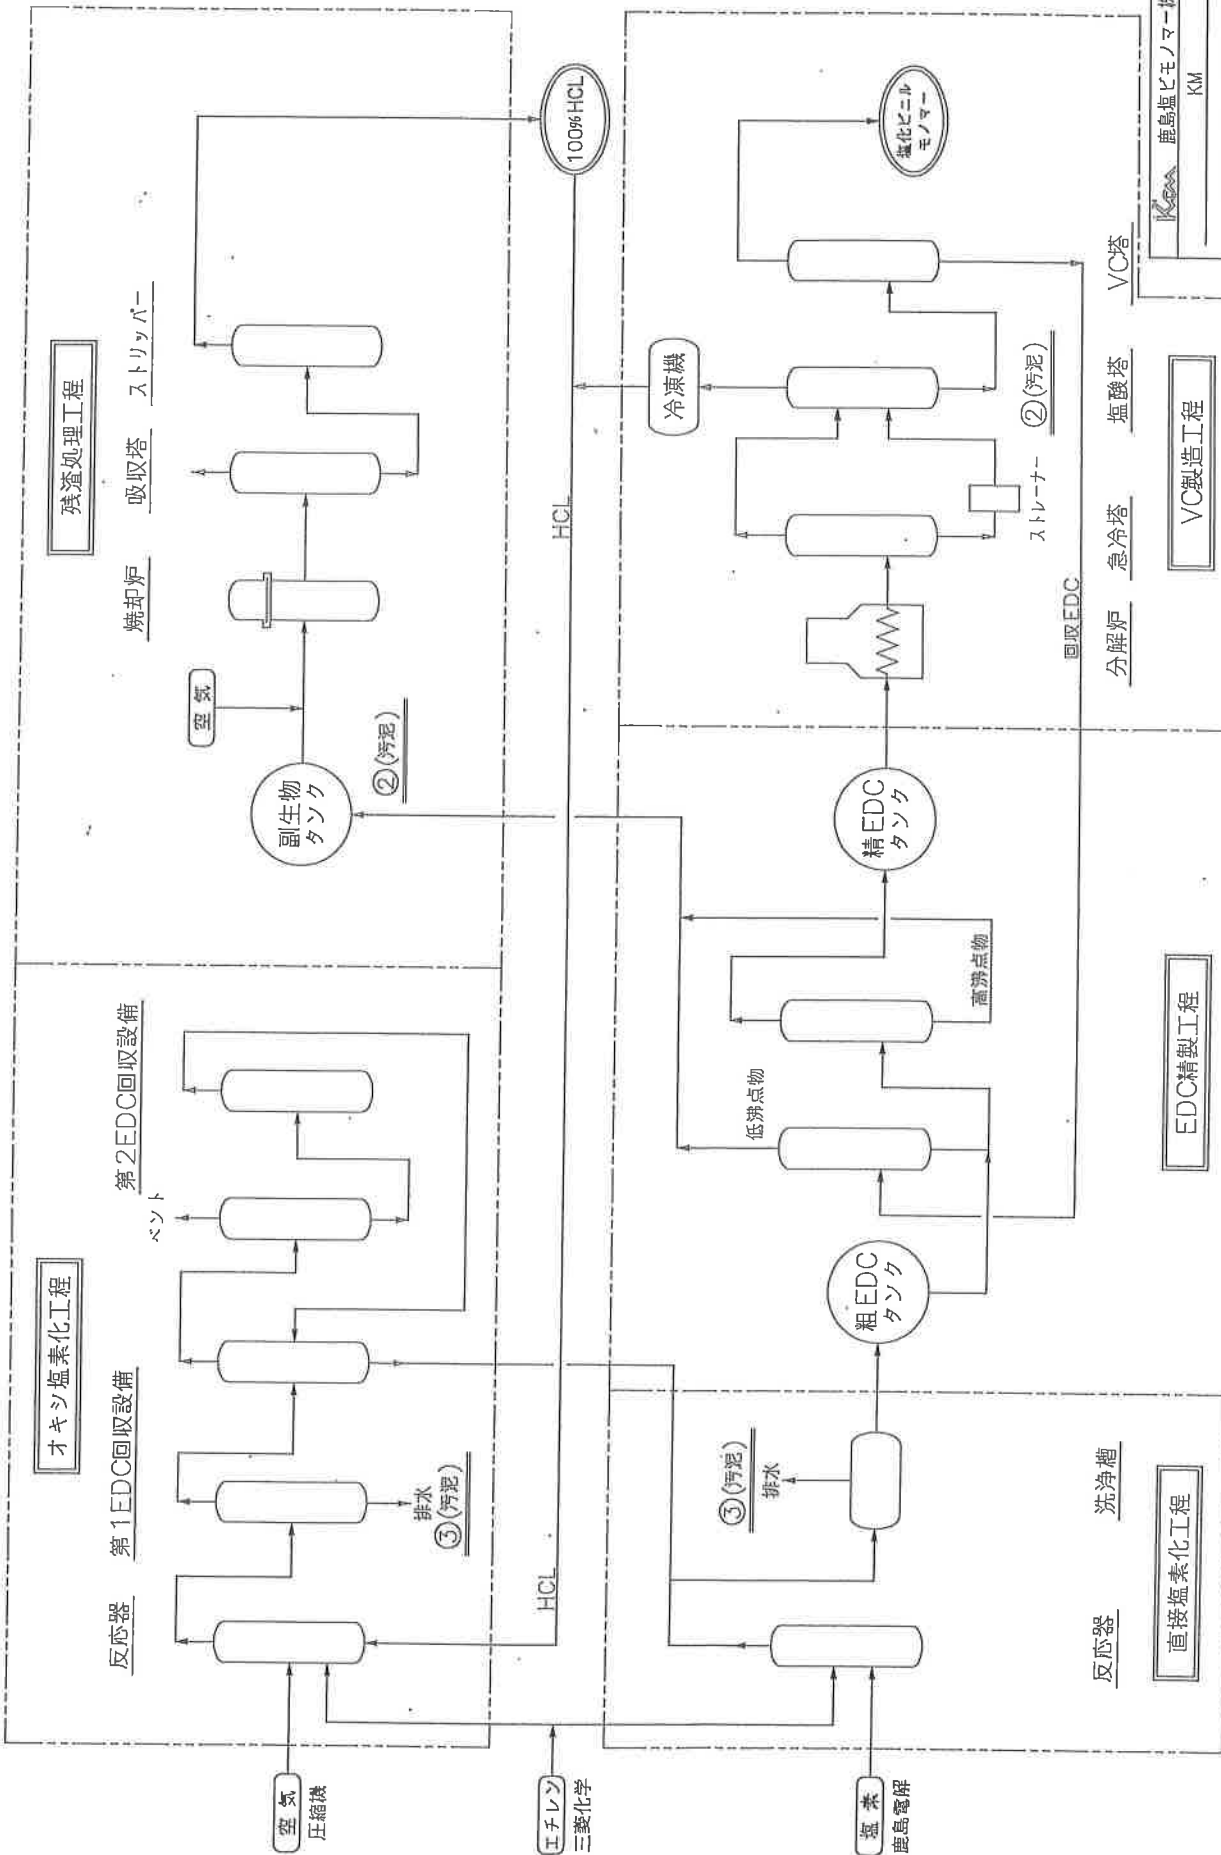 オキシ塩素化工程
反応器
第1EDC回収設備
第2EDC回収設備
ベント
排水
③(汚泥)
空気
圧縮機
残渣処理工程
焼却炉
吸収塔
ストリッパー
空気
副生物
タンク
②(汚泥)
HCL
HCL
100%HCL
エチレン
三菱化学
塩素
鹿島電解
③(汚泥)
排水
反応器
洗浄槽
直接塩素化工程
粗EDC
タンク
低沸点物
高沸点物
精EDC
タンク
EDC精製工程
回収EDC
冷凍機
ストレーナー
②(汚泥)
塩化ビニル
モノマー
分解炉
急冷塔
塩酸塔
VC塔
VC製造工程
鹿島塩ビモノマー
KM